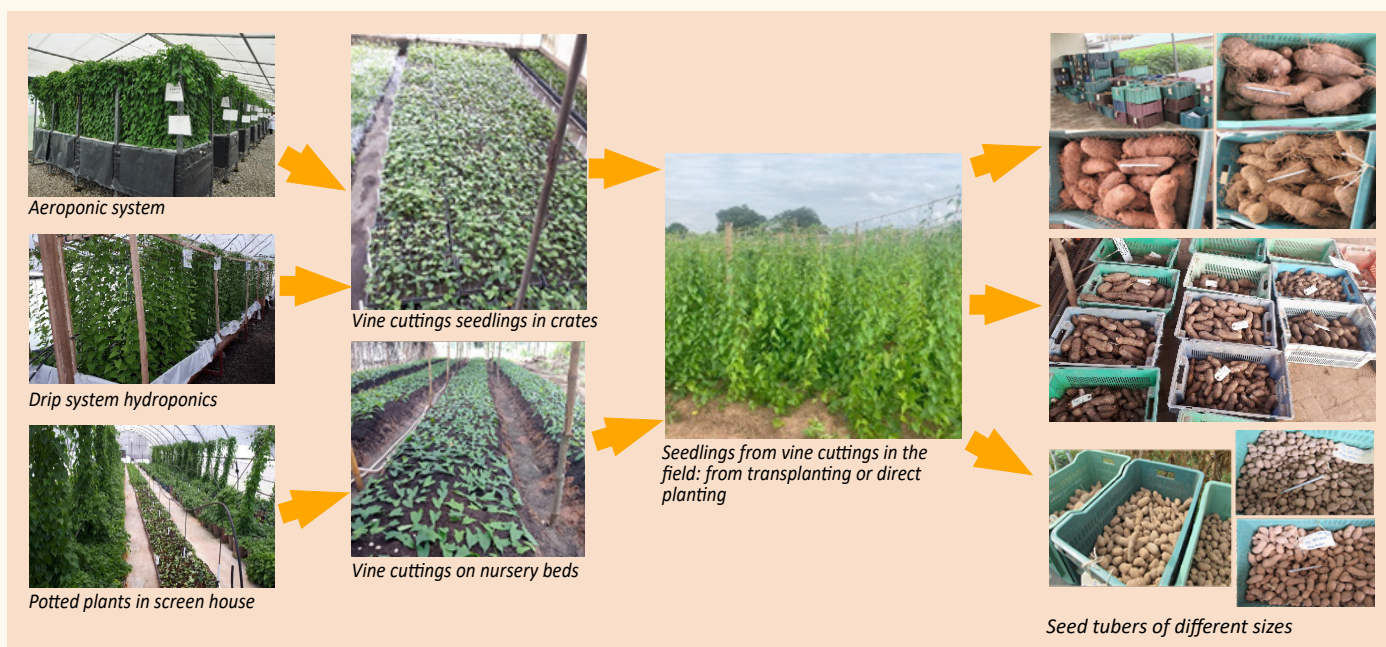 Aeroponic system
Drip system hydroponics
Potted plants in screen house
Vine cuttings seedlings in crates
Vine cuttings on nursery beds
Seedlings from vine cuttings in the
field: from transplanting or direct
planting
Seed tubers of different sizes